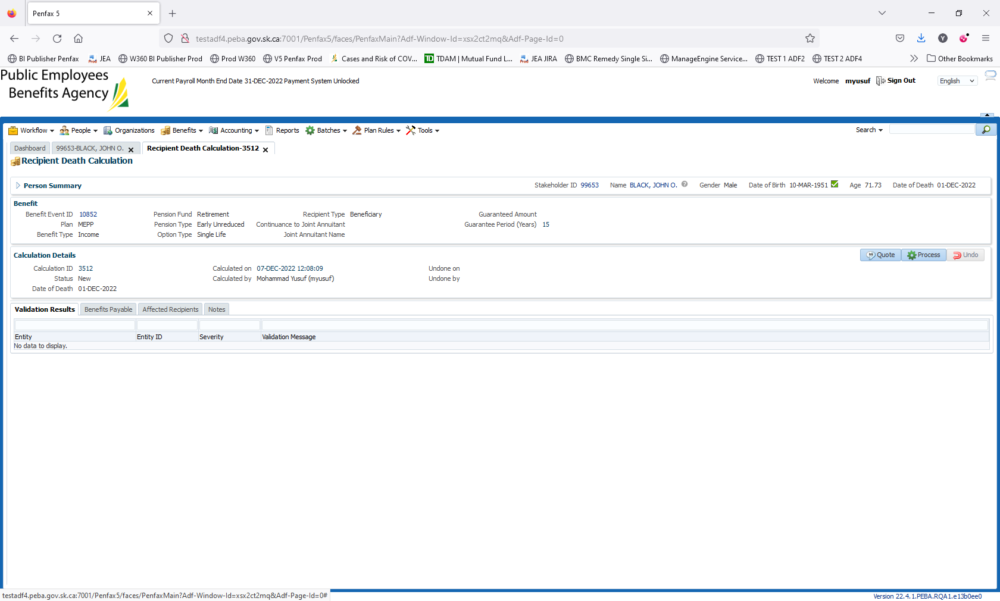 Penfax 5
testadf4.peba.gov.sk.ca:7001/Penfax5/faces/PenfaxMain?Adf-Window-Id=xsx2ct2mq&Adf-Page-Id=0
BI Publisher Penfax JEA W360 BI Publisher Prod Prod W360 V5 Penfax Prod Cases and Risk of COV... TD TDAM | Mutual Fund L... JEA JIRA BMC Remedy Single Si... ManageEngine Service... TEST 1 ADF2 TEST 2 ADF4 Other Bookmarks
Public Employees
Benefits Agency
Current Payroll Month End Date 31-DEC-2022 Payment System Unlocked
Welcome myusuf Sign Out English
Workflow People Organizations Benefits Accounting Reports Batches Plan Rules Tools Search
Dashboard 99653-BLACK, JOHN O. Recipient Death Calculation-3512
Recipient Death Calculation
Person Summary Stakeholder ID 99653 Name BLACK, JOHN O. Gender Male Date of Birth 10-MAR-1951 Age 71.73 Date of Death 01-DEC-2022
Benefit
Benefit Event ID 10852 Pension Fund Retirement Recipient Type Beneficiary Guaranteed Amount
Plan MEPP Pension Type Early Unreduced Continuance to Joint Annuitant Guarantee Period (Years) 15
Benefit Type Income Option Type Single Life Joint Annuitant Name
Calculation Details Quote Process Undo
Calculation ID 3512 Calculated on 07-DEC-2022 12:08:09 Undone on
Status New Calculated by Mohammad Yusuf (myusuf) Undone by
Date of Death 01-DEC-2022
Validation Results Benefits Payable Affected Recipients Notes
Entity Entity ID Severity Validation Message
No data to display.
testadf4.peba.gov.sk.ca:7001/Penfax5/faces/PenfaxMain?Adf-Window-Id=xsx2ct2mq&Adf-Page-Id=0#
Version 22.4.1.PEBA.RQA1.e13b0ee0